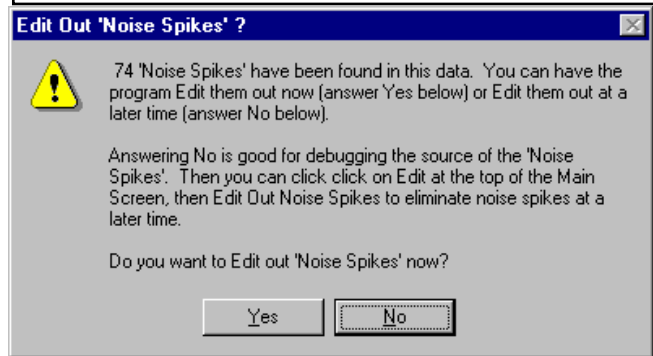 Edit Out 'Noise Spikes' ?
74 'Noise Spikes' have been found in this data. You can have the
program Edit them out now (answer Yes below) or Edit them out at a
later time (answer No below).
Answering No is good for debugging the source of the 'Noise
Spikes'. Then you can click click on Edit at the top of the Main
Screen, then Edit Out Noise Spikes to eliminate noise spikes at a
later time.
Do you want to Edit out 'Noise Spikes' now?
Yes
No